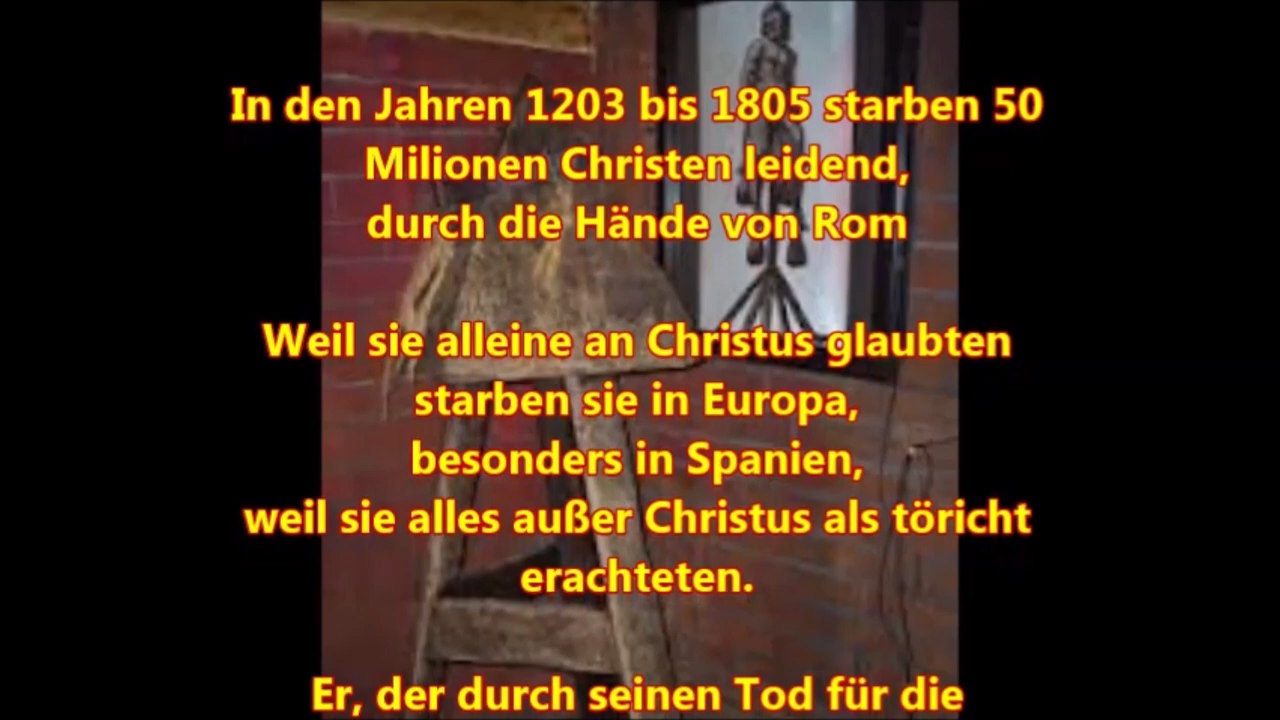 In den Jahren 1203 bis 1805 starben 50
Milionen Christen leidend,
durch die Hände von Rom
Weil sie alleine an Christus glaubten
starben sie in Europa,
besonders in Spanien,
weil sie alles außer Christus als töricht
erachteten.
Er, der durch seinen Tod für die